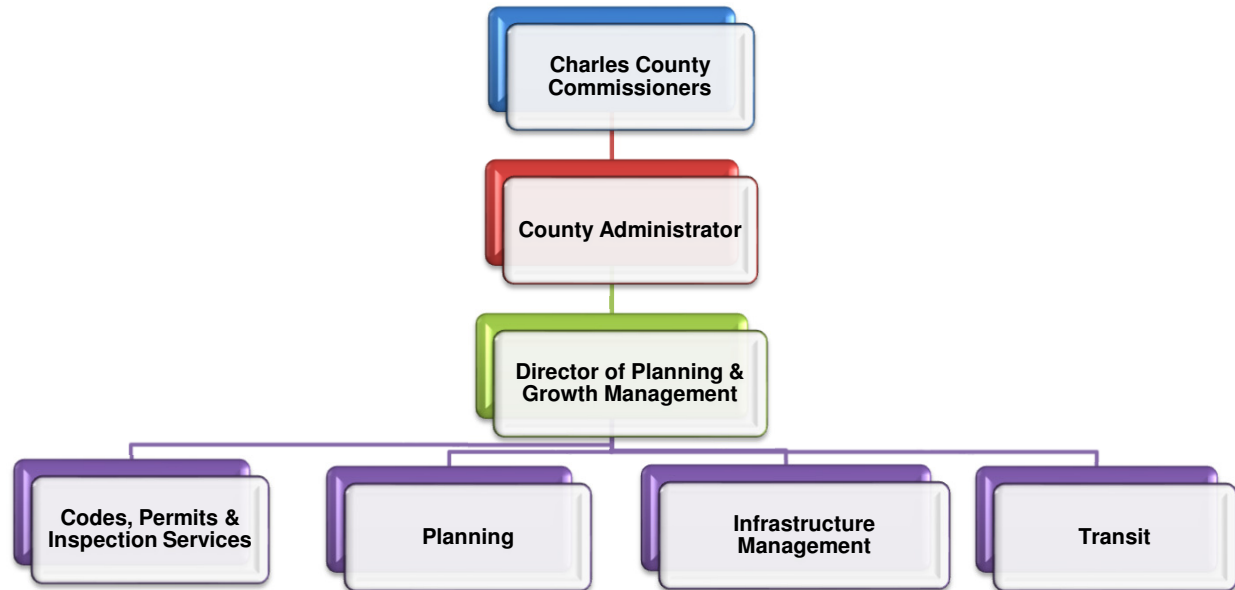 Charles County
Commissioners
County Administrator
Director of Planning &
Growth Management
Codes, Permits &
Inspection Services
Planning
Infrastructure
Management
Transit